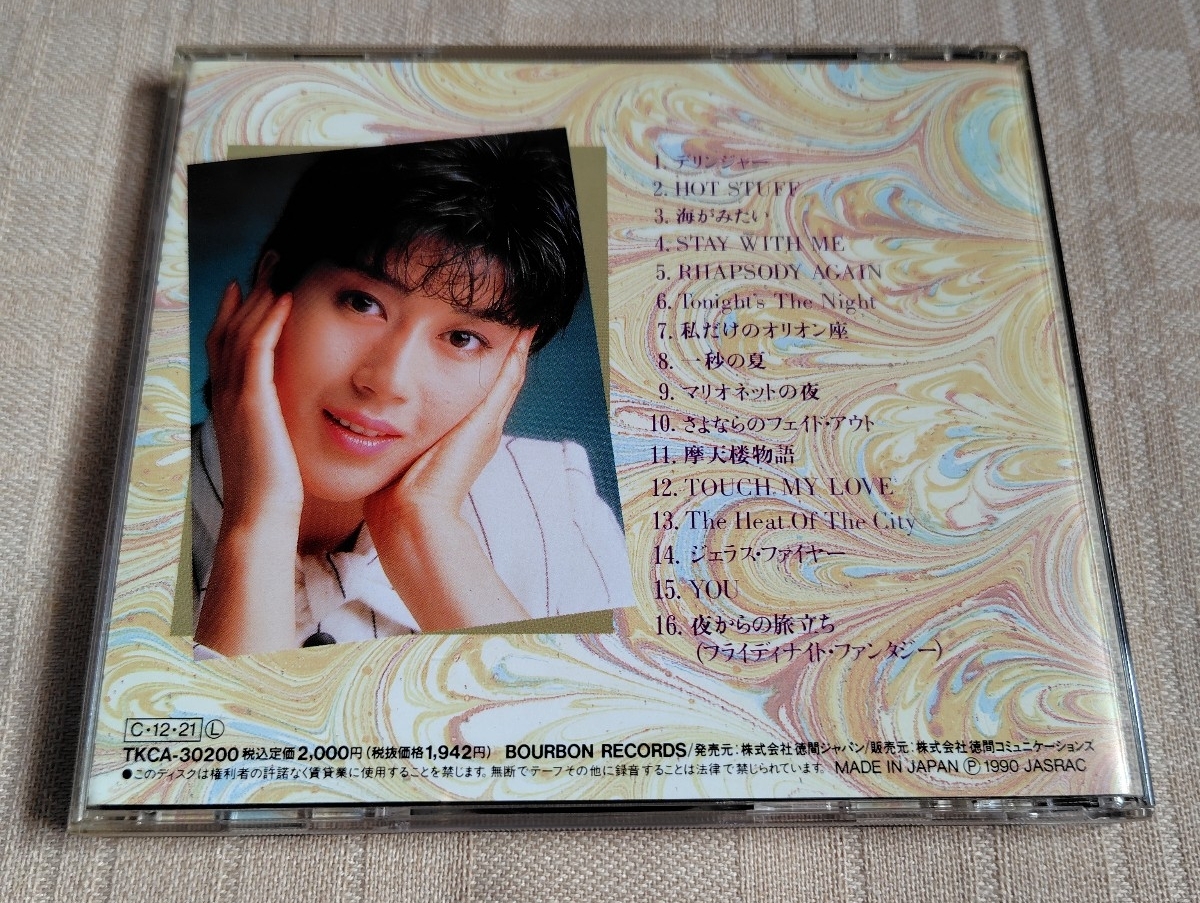 1. デリンジャー
2. HOT STUFF
3. 海がみたい
4. STAY WITH ME
5. RHAPSODY AGAIN
6. Tonight's The Night
7. 私だけのオリオン座
8. 一秒の夏
9. マリオネットの夜
10. さよならのフェイド・アウト
11. 摩天楼物語
12. TOUCH MY LOVE
13. The Heat Of The City
14. ジェラス・ファイヤー
15. YOU
16. 夜からの旅立ち
(フライディナイト・ファンタジー)
C・12・21 Ⓛ
TKCA-30200 税込定価2,000円(税抜価格1,942円) BOURBON RECORDS/発売元:株式会社徳間ジャパン/販売元:株式会社徳間コミュニケーションズ
●このディスクは権利者の許諾なく賃貸業に使用することを禁じます。無断でテープその他に録音することは法律で禁じられています。 MADE IN JAPAN Ⓟ1990 JASRAC